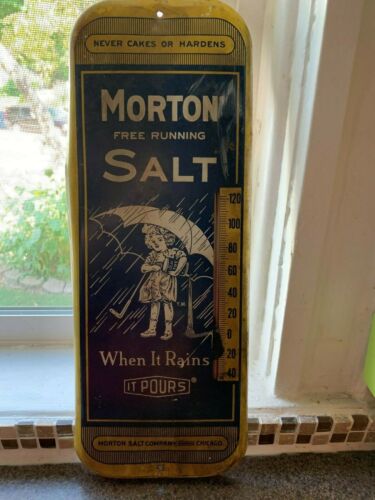 NEVER CAKES OR HARDENS
MORTON
FREE RUNNING
SALT
120
100
80
60
40
20
0
20
40
When It Rains
IT POURS®
MORTON SALT COMPANY CHICAGO